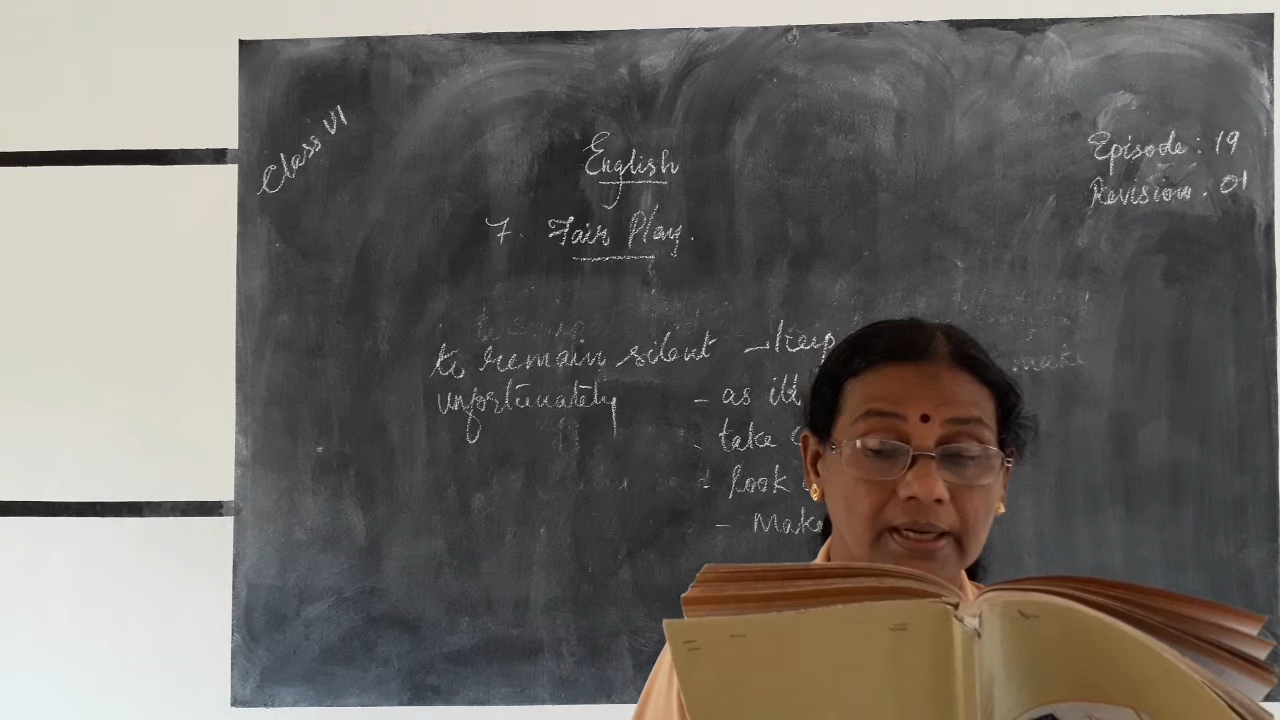 Class VI
English
Episode : 19
Revision . 01
7. Fair Play.
to remain silent - keep
unfortunately - as ill
- take
- look
- Make